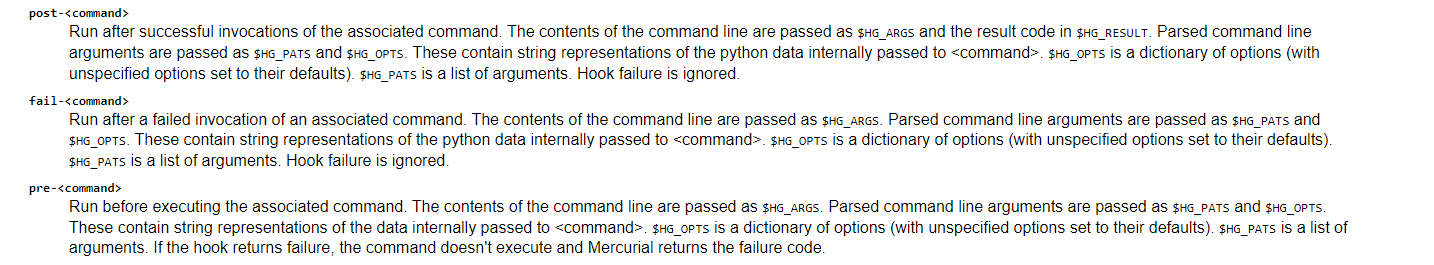 post-<command>
Run after successful invocations of the associated command. The contents of the command line are passed as $HG_ARGS and the result code in $HG_RESULT. Parsed command line
arguments are passed as $HG_PATS and $HG_OPTS. These contain string representations of the python data internally passed to <command>. $HG_OPTS is a dictionary of options (with
unspecified options set to their defaults). $HG_PATS is a list of arguments. Hook failure is ignored.
fail-<command>
Run after a failed invocation of an associated command. The contents of the command line are passed as $HG_ARGS. Parsed command line arguments are passed as $HG_PATS and
$HG_OPTS. These contain string representations of the python data internally passed to <command>. $HG_OPTS is a dictionary of options (with unspecified options set to their defaults).
$HG_PATS is a list of arguments. Hook failure is ignored.
pre-<command>
Run before executing the associated command. The contents of the command line are passed as $HG_ARGS. Parsed command line arguments are passed as $HG_PATS and $HG_OPTS.
These contain string representations of the data internally passed to <command>. $HG_OPTS is a dictionary of options (with unspecified options set to their defaults). $HG_PATS is a list of
arguments. If the hook returns failure, the command doesn't execute and Mercurial returns the failure code.